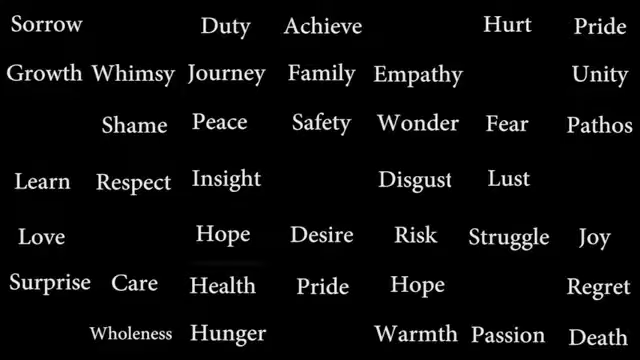 Sorrow Duty Achieve Hurt Pride
Growth Whimsy Journey Family Empathy Unity
Shame Peace Safety Wonder Fear Pathos
Learn Respect Insight Disgust Lust
Love Hope Desire Risk Struggle Joy
Surprise Care Health Pride Hope Regret
Wholeness Hunger Warmth Passion Death